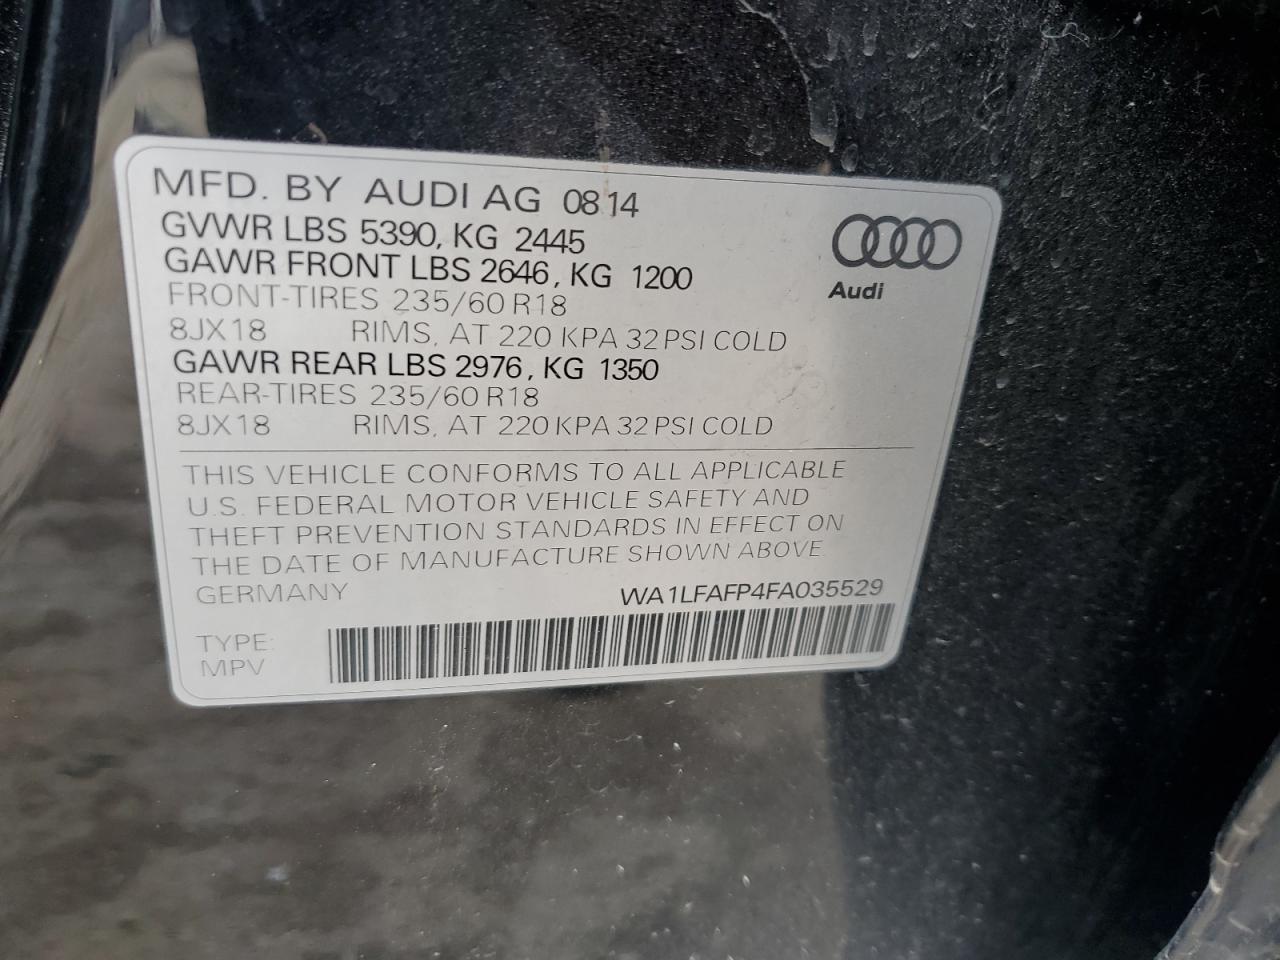 MFD. BY AUDI AG 0814
GVWR LBS 5390, KG 2445
GAWR FRONT LBS 2646, KG 1200
FRONT-TIRES 235/60 R18
8JX18 RIMS, AT 220 KPA 32 PSI COLD
GAWR REAR LBS 2976, KG 1350
REAR-TIRES 235/60 R18
8JX18 RIMS, AT 220 KPA 32 PSI COLD
Audi
THIS VEHICLE CONFORMS TO ALL APPLICABLE
U.S. FEDERAL MOTOR VEHICLE SAFETY AND
THEFT PREVENTION STANDARDS IN EFFECT ON
THE DATE OF MANUFACTURE SHOWN ABOVE.
GERMANY WA1LFAFP4FA035529
TYPE:
MPV